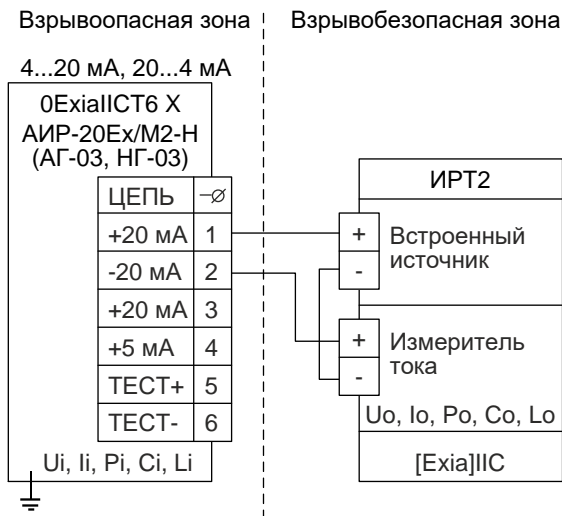 Взрывоопасная зона
Взрывобезопасная зона
4...20 мА, 20...4 мА
0ExiaIICT6 X
АИР-20Ex/М2-Н
(АГ-03, НГ-03)
ЦЕПЬ
+20 мА 1
-20 мА 2
+20 мА 3
+5 мА 4
ТЕСТ+ 5
ТЕСТ- 6
Ui, Ii, Pi, Ci, Li
ИРТ2
+
-
Встроенный
источник
+
-
Измеритель
тока
Uo, Io, Po, Co, Lo
[Exia]IIC